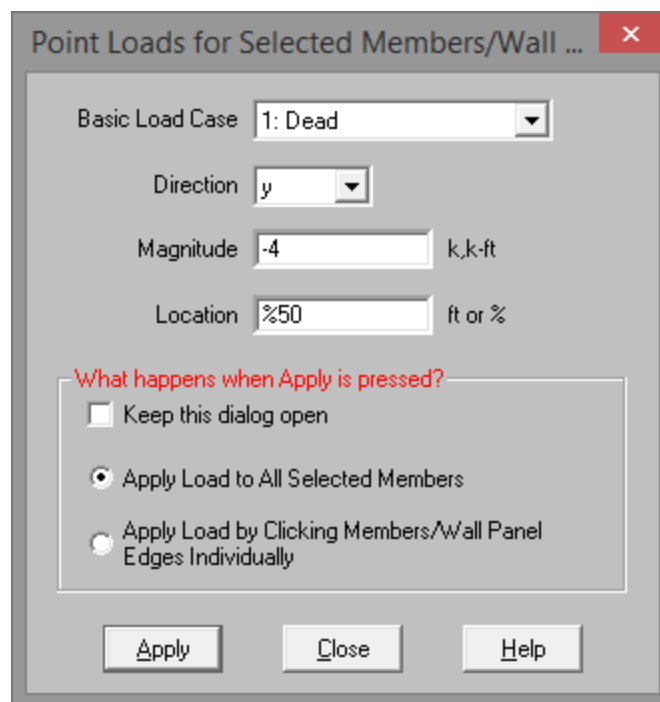 Point Loads for Selected Members/Wall ...
Basic Load Case 1: Dead
Direction y
Magnitude -4 k,k-ft
Location %50 ft or %
What happens when Apply is pressed?
Keep this dialog open
Apply Load to All Selected Members
Apply Load by Clicking Members/Wall Panel
Edges Individually
Apply Close Help